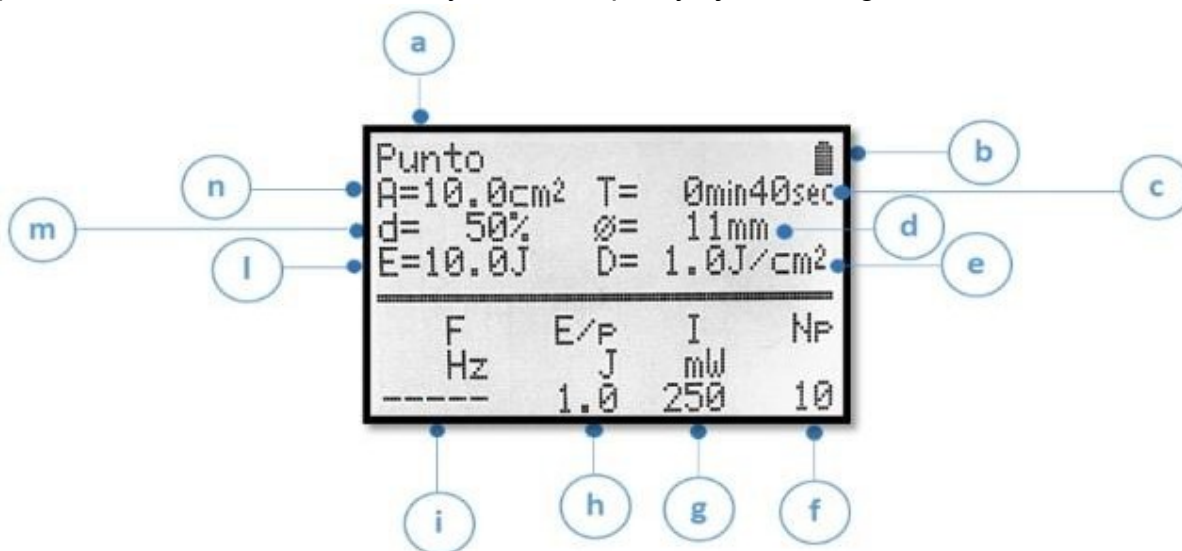 a
Punto
b
n
A=10.0cm² T= 0min40sec
c
m
d= 50% ø= 11mm
d
l
E=10.0J D= 1.0J/cm²
e
F E/p I Np
Hz J mW
----- 1.0 250 10
i
h
g
f